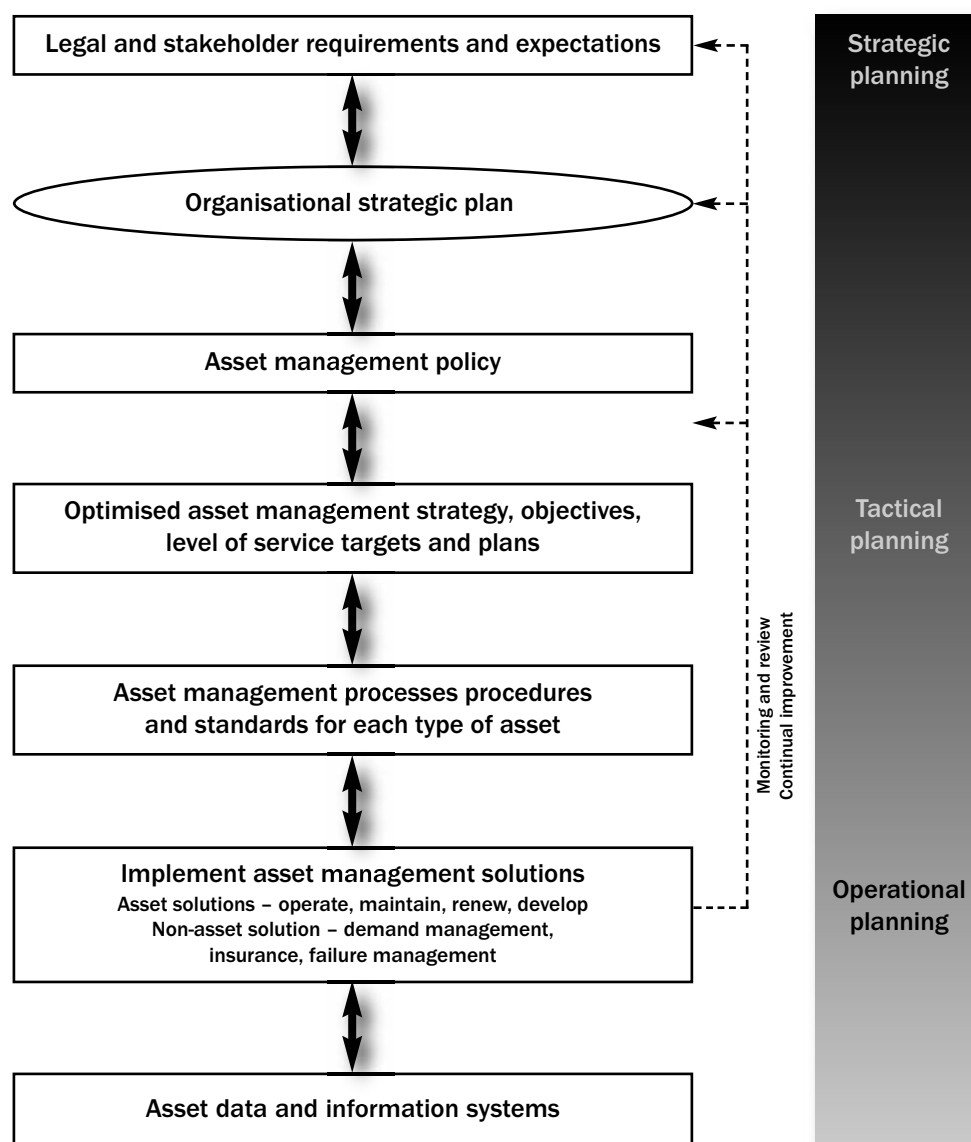 Legal and stakeholder requirements and expectations
Strategic
planning
Organisational strategic plan
Asset management policy
Optimised asset management strategy, objectives,
level of service targets and plans
Tactical
planning
Asset management processes procedures
and standards for each type of asset
Monitoring and review
Continual improvement
Implement asset management solutions
Asset solutions – operate, maintain, renew, develop
Non-asset solution – demand management,
insurance, failure management
Operational
planning
Asset data and information systems